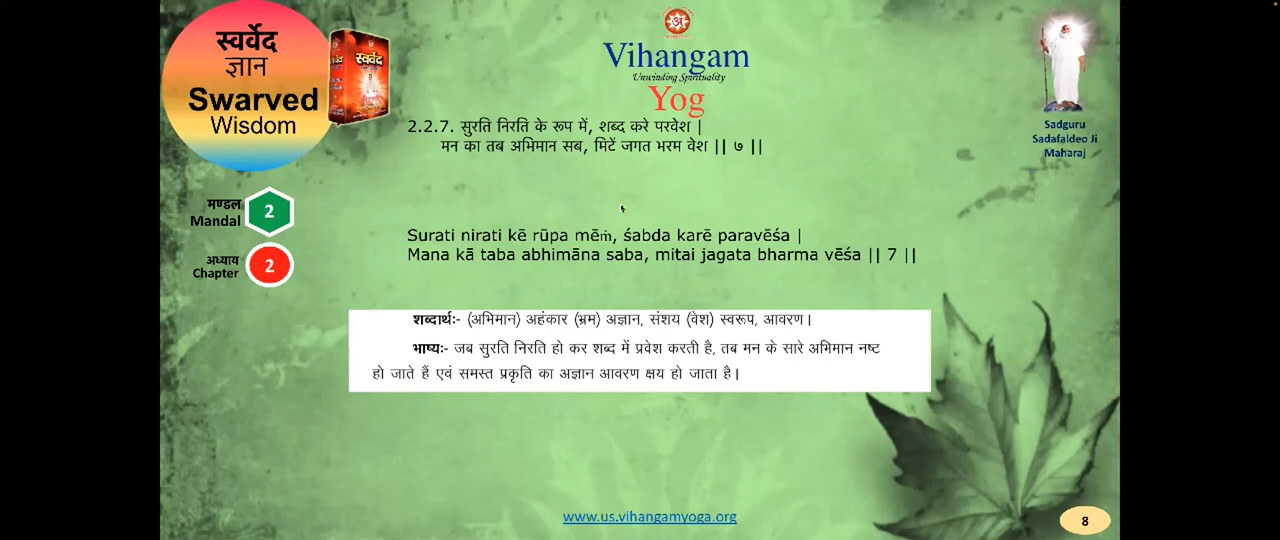 स्वर्वेद
ज्ञान
Swarved
Wisdom
स्वर्वेद
Vihangam
Unwinding Spirituality
Yog
Sadguru
Sadafaldeo Ji
Maharaj
2.2.7. सुरति निरति के रूप में, शब्द करे परवेश |
मन का तब अभिमान सब, मिटें जगत भरम वेश || ७ ||
मण्डल
Mandal
2
अध्याय
Chapter
2
Surati nirati kē rūpa mēṁ, śabda karē paravēśa |
Mana kā taba abhimāna saba, mitai jagata bharma vēśa || 7 ||
शब्दार्थः- (अभिमान) अहंकार (भ्रम) अज्ञान, संशय (वेश) स्वरूप, आवरण।
भाष्यः- जब सुरति निरति हो कर शब्द में प्रवेश करती है, तब मन के सारे अभिमान नष्ट
हो जाते हैं एवं समस्त प्रकृति का अज्ञान आवरण क्षय हो जाता है।
www.us.vihangamyoga.org
8